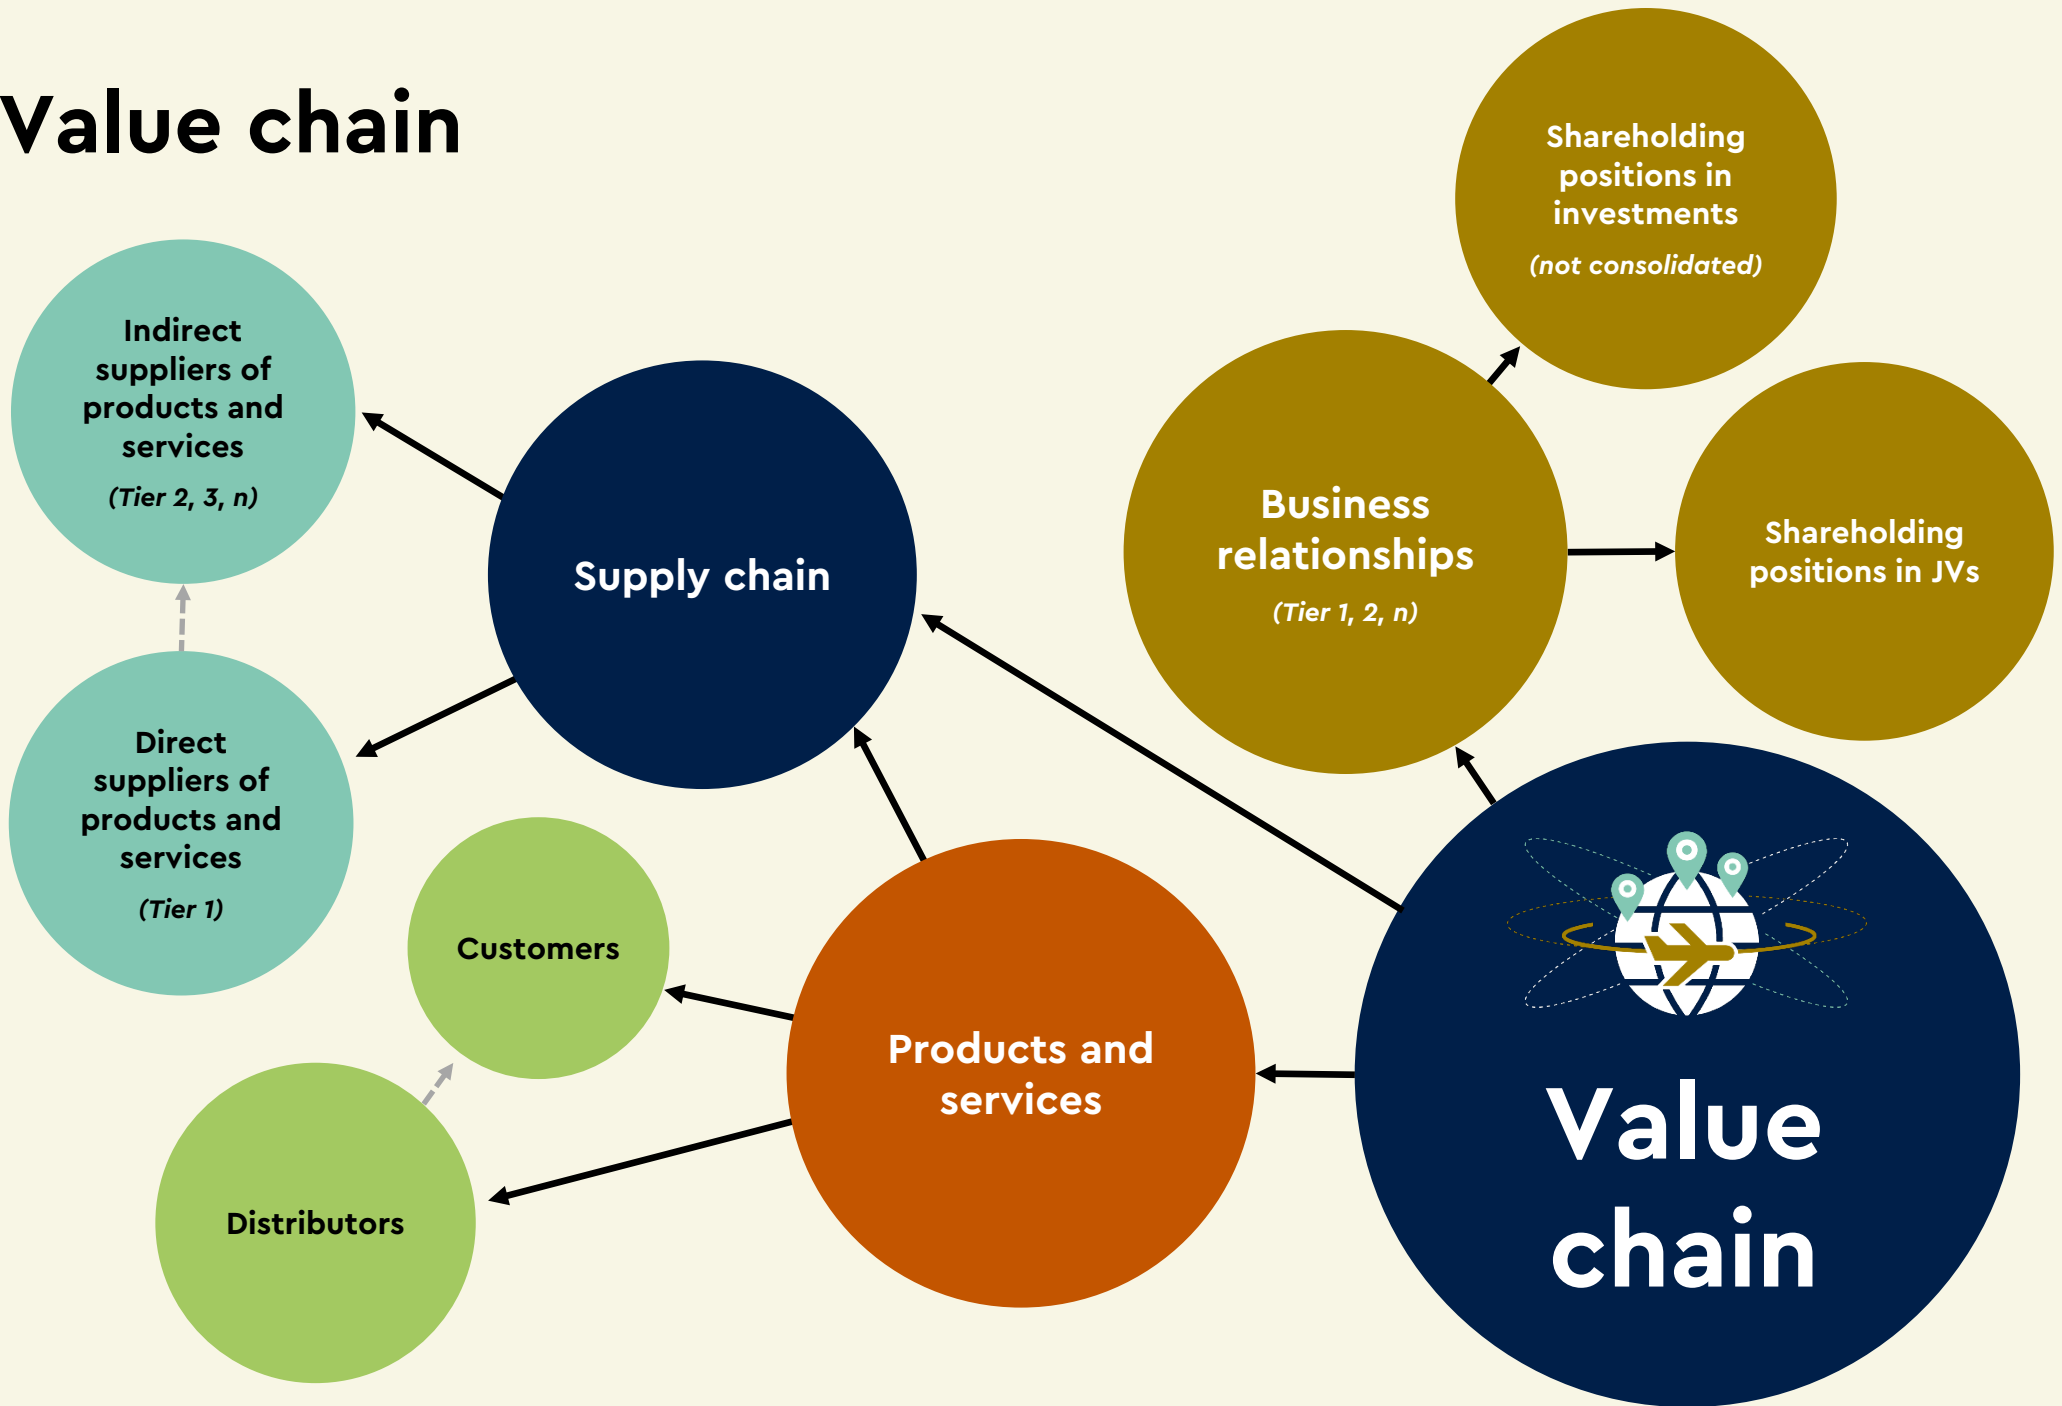 Value chain
Shareholding
positions in
investments
(not consolidated)
Indirect
suppliers of
products and
services
(Tier 2, 3, n)
Supply chain
Business
relationships
(Tier 1, 2, n)
Shareholding
positions in JVs
Direct
suppliers of
products and
services
(Tier 1)
Customers
Products and
services
Distributors
Value
chain